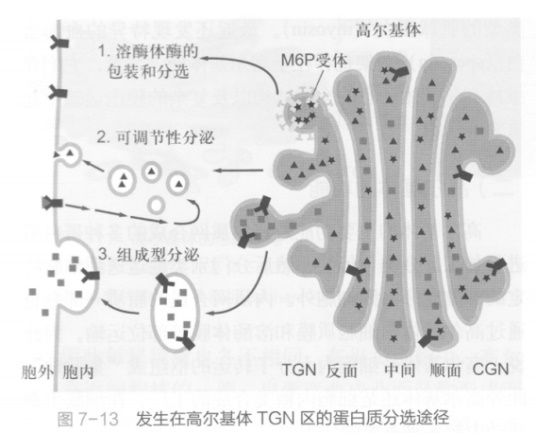 高尔基体
1. 溶酶体酶的
包装和分选
M6P受体
2. 可调节性分泌
3. 组成型分泌
胞外 胞内
TGN 反面 中间 顺面 CGN
图 7-13 发生在高尔基体 TGN 区的蛋白质分选途径